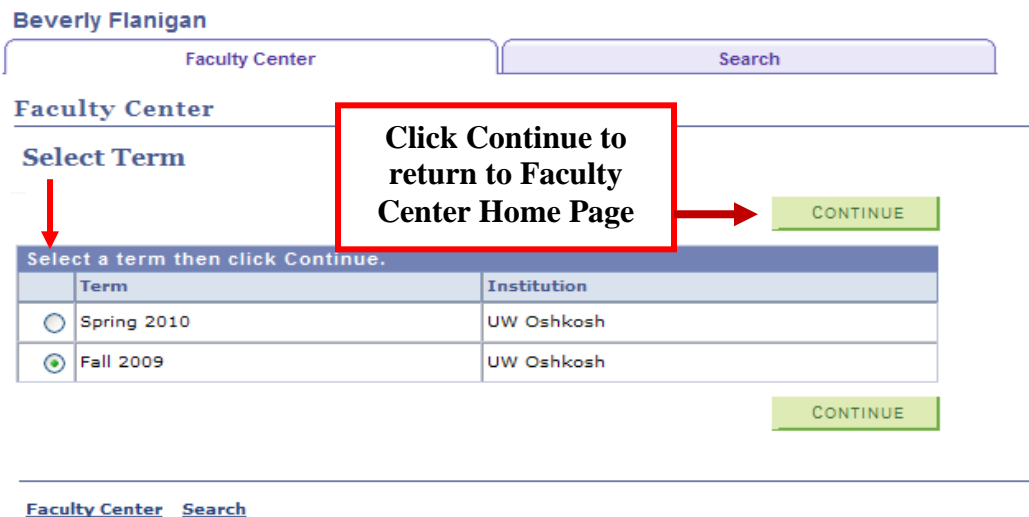 Beverly Flanigan
Faculty Center
Search
Faculty Center
Select Term
Click Continue to
return to Faculty
Center Home Page
CONTINUE
Select a term then click Continue.
Term Institution
Spring 2010 UW Oshkosh
Fall 2009 UW Oshkosh
CONTINUE
Faculty Center Search